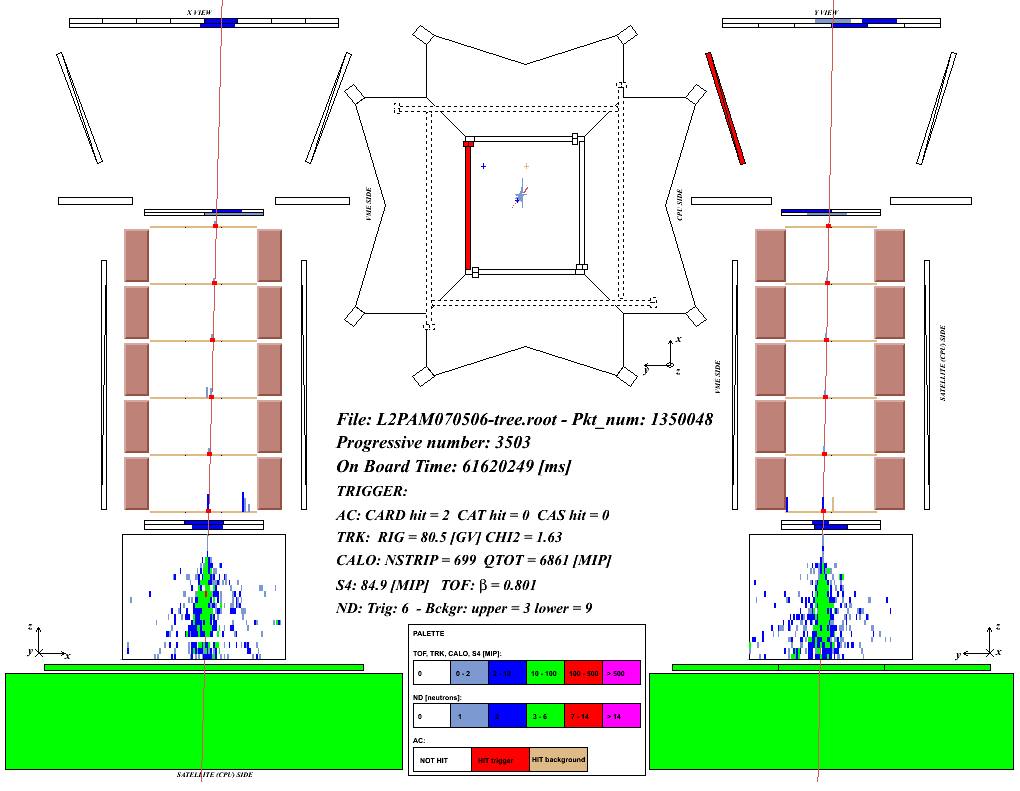 X VIEW
Y VIEW
VME SIDE
CPU SIDE
x
y
z
VME SIDE
SATELLITE (CPU) SIDE
File: L2PAM070506-tree.root - Pkt_num: 1350048
Progressive number: 3503
On Board Time: 61620249 [ms]
TRIGGER:
AC: CARD hit = 2 CAT hit = 0 CAS hit = 0
TRK: RIG = 80.5 [GV] CHI2 = 1.63
CALO: NSTRIP = 699 QTOT = 6861 [MIP]
S4: 84.9 [MIP] TOF: β = 0.801
ND: Trig: 6 - Bckgr: upper = 3 lower = 9
z
y
x
z
y
x
PALETTE
TOF, TRK, CALO, S4 [MIP]:
0 0 - 2 2 - 10 10 - 100 100 - 500 > 500
ND [neutrons]:
0 1 2 3 - 6 7 - 14 > 14
AC:
NOT HIT HIT trigger HIT background
SATELLITE (CPU) SIDE